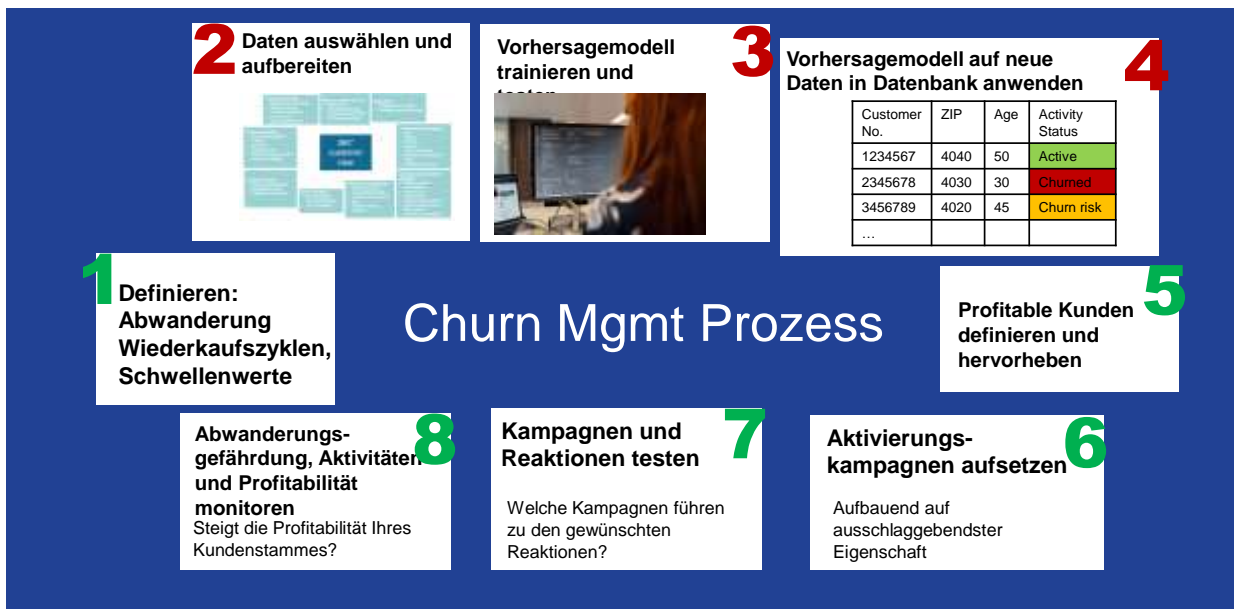 2
Daten auswählen und
aufbereiten
Vorhersagemodell
trainieren und
testen
3
Vorhersagemodell auf neue
Daten in Datenbank anwenden
4
Customer No. ZIP Age Activity Status
1234567 4040 50 Active
2345678 4030 30 Churned
3456789 4020 45 Churn risk
…
1
Definieren:
Abwanderung
Wiederkaufszyklen,
Schwellenwerte
Churn Mgmt Prozess
5
Profitable Kunden
definieren und
hervorheben
8
Abwanderungs-
gefährdung, Aktivitäten
und Profitabilität
monitoren
Steigt die Profitabilität Ihres
Kundenstammes?
7
Kampagnen und
Reaktionen testen
Welche Kampagnen führen
zu den gewünschten
Reaktionen?
6
Aktivierungs-
kampagnen aufsetzen
Aufbauend auf
ausschlaggebendster
Eigenschaft